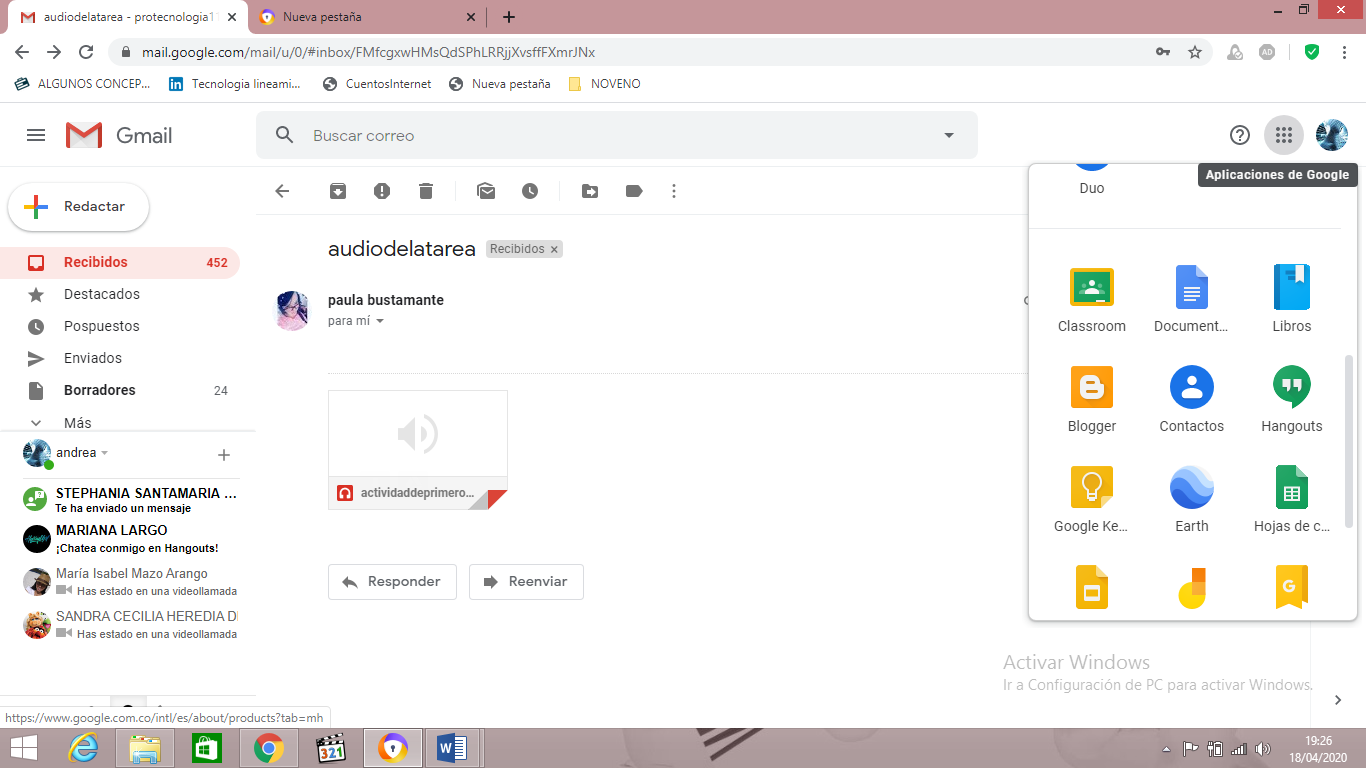 audiodelatarea - protecnologia1
Nueva pestaña
mail.google.com/mail/u/0/#inbox/FMfcgxwHMsQdSPhLRRjjXvsffFXmrJNx
ALGUNOS CONCEP...
Tecnologia lineami...
CuentosInternet
Nueva pestaña
NOVENO
Gmail
Buscar correo
Aplicaciones de Google
Redactar
Recibidos 452
Destacados
Pospuestos
Enviados
Borradores 24
Más
andrea
STEPHANIA SANTAMARIA ...
Te ha enviado un mensaje
MARIANA LARGO
¡Chatea conmigo en Hangouts!
María Isabel Mazo Arango
Has estado en una videollamada
SANDRA CECILIA HEREDIA DI
Has estado en una videollamada
audiodelatarea Recibidos
paula bustamante
para mí
actividaddeprimero...
Responder
Reenviar
Duo
Classroom
Document...
Libros
Blogger
Contactos
Hangouts
Google Ke...
Earth
Hojas de c...
Activar Windows
Ir a Configuración de PC para activar Windows.
https://www.google.com.co/intl/es/about/products?tab=mh
321
19:26
18/04/2020